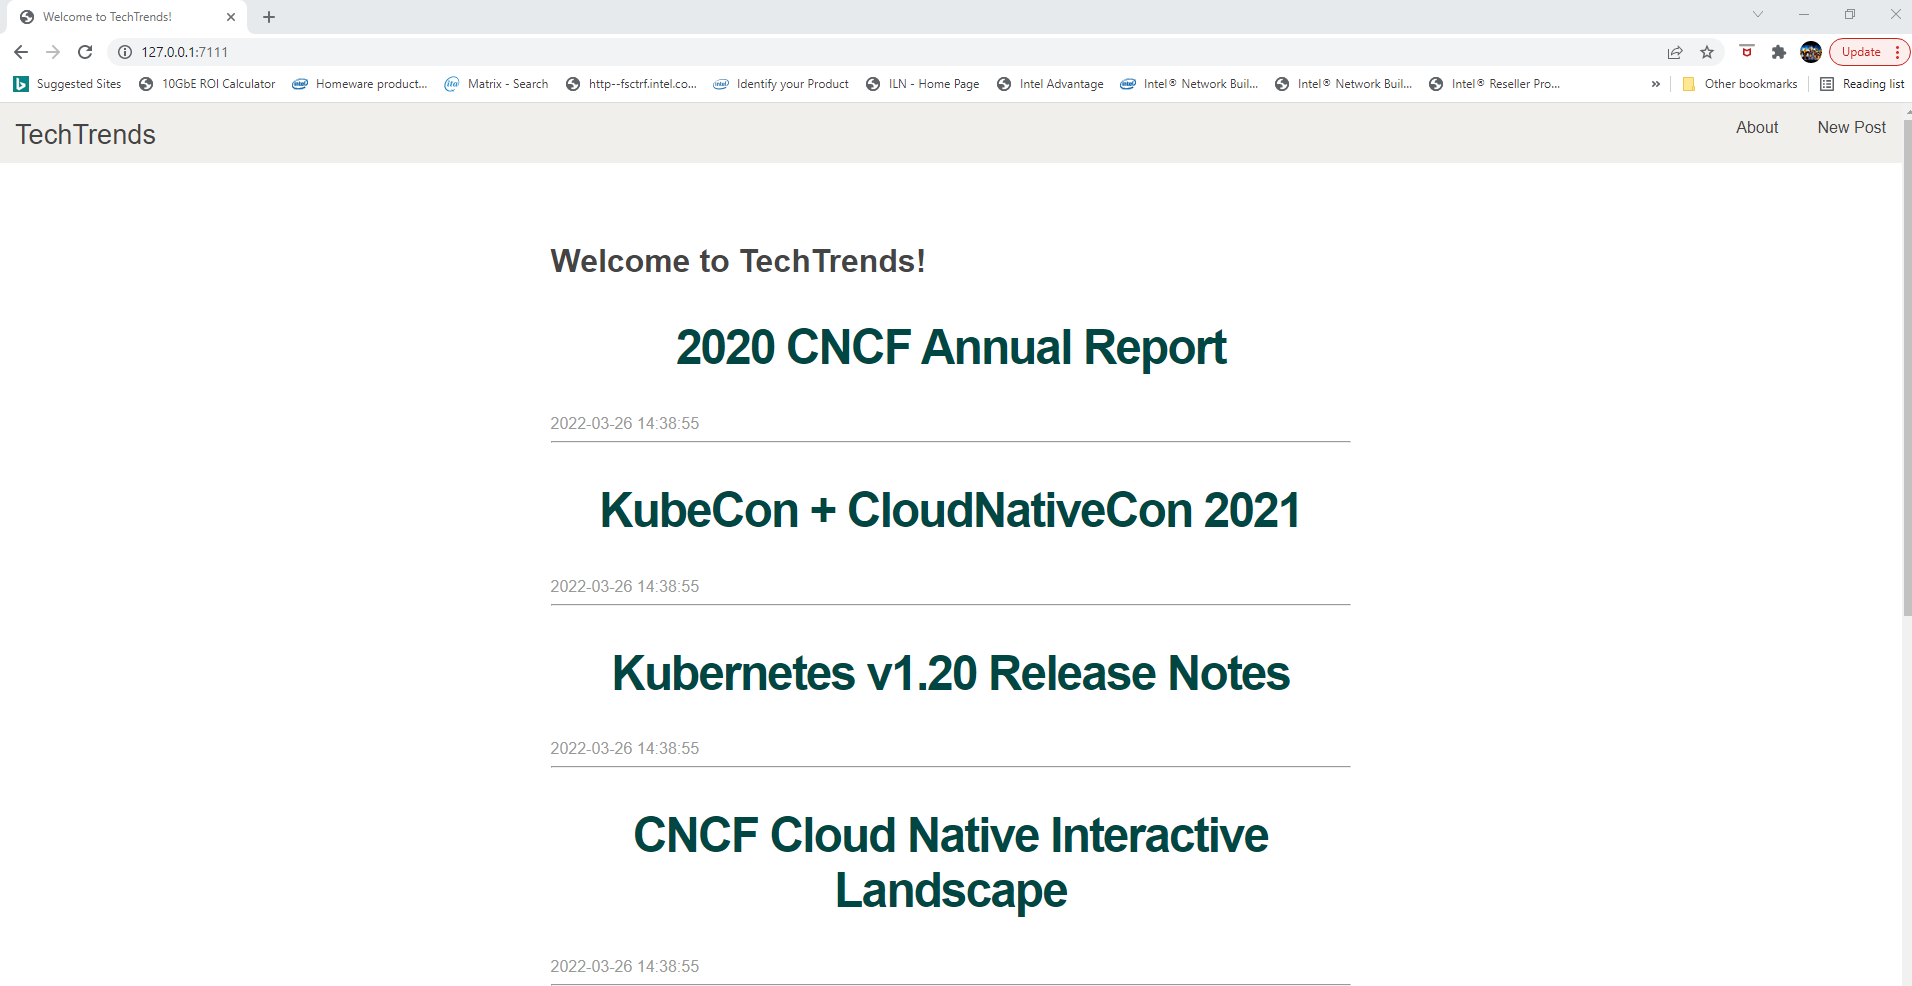 Welcome to TechTrends!
127.0.0.1:7111
Update
Suggested Sites 10GbE ROI Calculator Homeware product... Matrix - Search http--fsctrf.intel.co... Identify your Product ILN - Home Page Intel Advantage Intel® Network Buil... Intel® Network Buil... Intel® Reseller Pro... » Other bookmarks Reading list
TechTrends About New Post
Welcome to TechTrends!
2020 CNCF Annual Report
2022-03-26 14:38:55
KubeCon + CloudNativeCon 2021
2022-03-26 14:38:55
Kubernetes v1.20 Release Notes
2022-03-26 14:38:55
CNCF Cloud Native Interactive
Landscape
2022-03-26 14:38:55